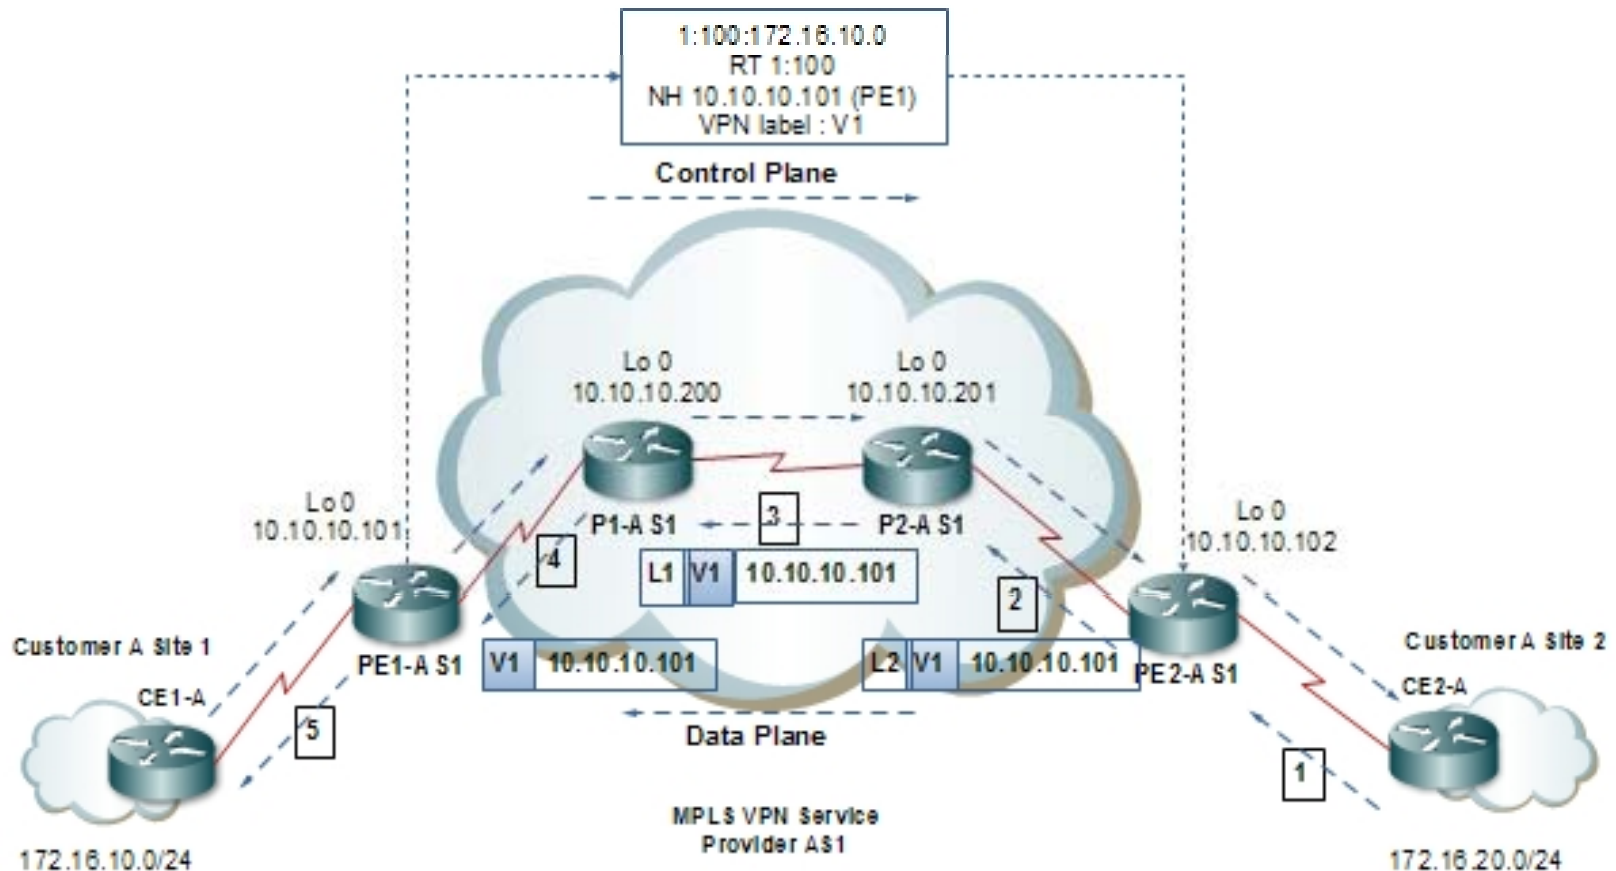 1:100:172.16.10.0
RT 1:100
NH 10.10.10.101 (PE1)
VPN label : V1
Control Plane
Lo 0
10.10.10.200
Lo 0
10.10.10.201
Lo 0
10.10.10.101
P1-A S1
3
P2-A S1
Lo 0
10.10.10.102
4
L1 V1 10.10.10.101
2
Customer A Site 1
PE1-A S1
V1 10.10.10.101
L2 V1 10.10.10.101
PE2-A S1
Customer A Site 2
CE1-A
CE2-A
5
Data Plane
1
MPLS VPN Service
Provider AS1
172.16.10.0/24
172.16.20.0/24